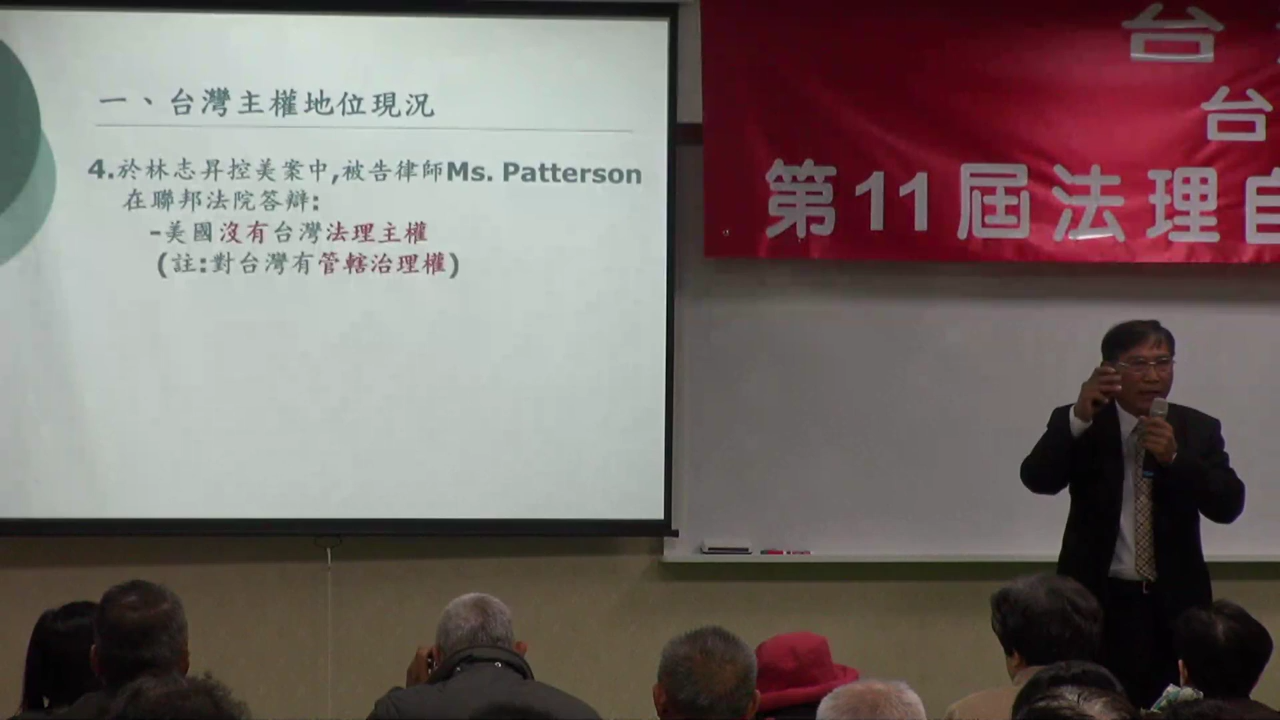 一、台灣主權地位現況
4.於林志昇控美案中,被告律師Ms. Patterson
在聯邦法院答辯:
-美國沒有台灣法理主權
(註:對台灣有管轄治理權)
台
台
第11屆法理自